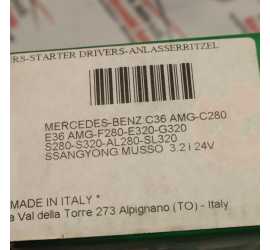 ERS-STARTER DRIVERS-ANLASSERRITZEL
MERCEDES-BENZ C36 AMG-C280
E36 AMG-F280-E320-G320
S280-S320-AL280-SL320
SSANGYONG MUSSO 3.2 i 24V
MADE IN ITALY *
a Val della Torre 273 Alpignano (TO) - Italy